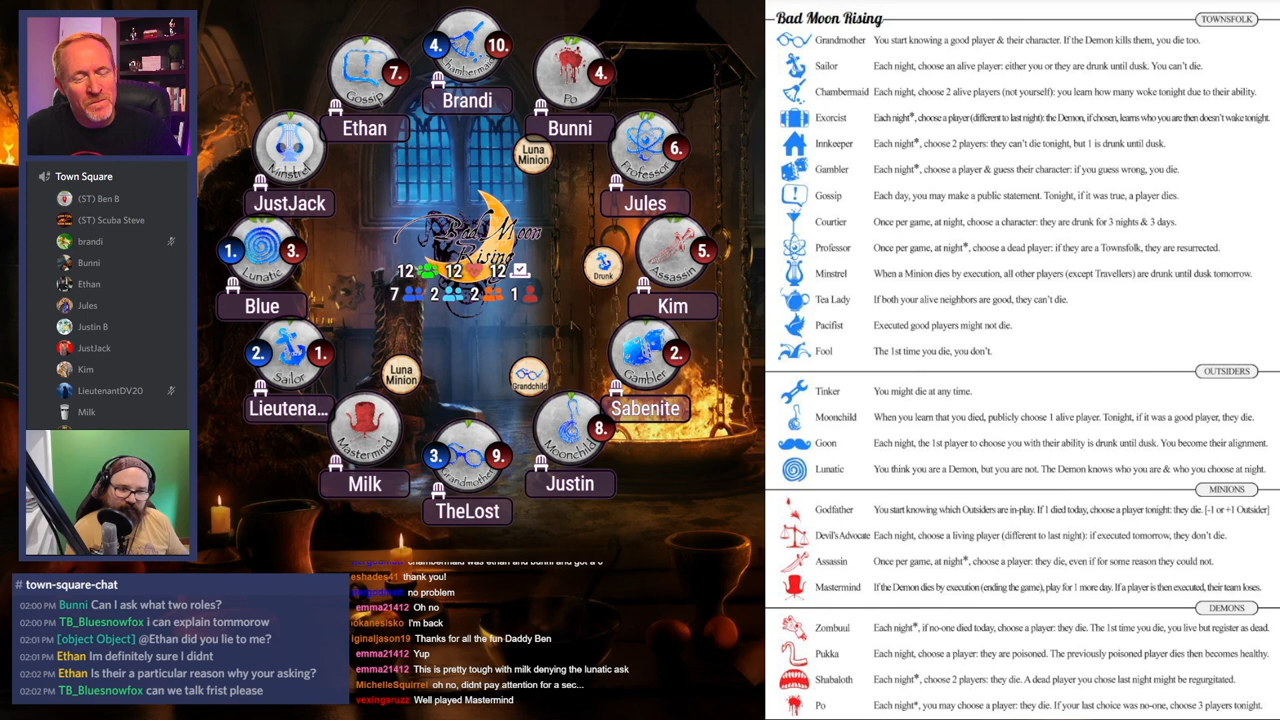 Town Square
(ST) Ben B
(ST) Scuba Steve
brandi
Bunni
Ethan
Jules
Justin B
JustJack
Kim
LieutenantDV20
Milk
# town-square-chat
02:00 PM Bunni Can I ask what two roles?
02:00 PM TB_Bluesnowfox i can explain tommorow
02:01 PM [object Object] @Ethan did you lie to me?
02:01 PM Ethan Im definitely sure I didnt
02:02 PM Ethan Is their a particular reason why your asking?
02:02 PM TB_Bluesnowfox can we talk frist please
4. Chambermaid 10.
Brandi
Gossip 7.
Ethan
Po 4.
Bunni
Luna Minion
Minstrel
JustJack
Professor 6.
Jules
1. Lunatic 3.
Blue
Assassin 5.
Kim
Drunk
Bad Moon Rising
12 12 12
7 2 2 1
2. Sailor 1.
Lieutena...
Gambler 2.
Sabenite
Luna Minion
Grandchild
Mastermind
Milk
Moonchild 8.
Justin
3. Grandmother 9.
TheLost
eshades41 thank you!
no problem
emma21412 Oh no
okanesisko I'm back
iginaljason19 Thanks for all the fun Daddy Ben
emma21412 Yup
emma21412 This is pretty tough with milk denying the lunatic ask
MichelleSquirrel oh no, didnt pay attention for a sec...
vexingsruzz Well played Mastermind
Bad Moon Rising
TOWNSFOLK
Grandmother You start knowing a good player & their character. If the Demon kills them, you die too.
Sailor Each night, choose an alive player: either you or they are drunk until dusk. You can't die.
Chambermaid Each night, choose 2 alive players (not yourself): you learn how many woke tonight due to their ability.
Exorcist Each night*, choose a player (different to last night): the Demon, if chosen, learns who you are then doesn't wake tonight.
Innkeeper Each night*, choose 2 players: they can't die tonight, but 1 is drunk until dusk.
Gambler Each night*, choose a player & guess their character: if you guess wrong, you die.
Gossip Each day, you may make a public statement. Tonight, if it was true, a player dies.
Courtier Once per game, at night, choose a character: they are drunk for 3 nights & 3 days.
Professor Once per game, at night*, choose a dead player: if they are a Townsfolk, they are resurrected.
Minstrel When a Minion dies by execution, all other players (except Travellers) are drunk until dusk tomorrow.
Tea Lady If both your alive neighbors are good, they can't die.
Pacifist Executed good players might not die.
Fool The 1st time you die, you don't.
OUTSIDERS
Tinker You might die at any time.
Moonchild When you learn that you died, publicly choose 1 alive player. Tonight, if it was a good player, they die.
Goon Each night, the 1st player to choose you with their ability is drunk until dusk. You become their alignment.
Lunatic You think you are a Demon, but you are not. The Demon knows who you are & who you choose at night.
MINIONS
Godfather You start knowing which Outsiders are in-play. If 1 died today, choose a player tonight: they die. [-1 or +1 Outsider]
Devil's Advocate Each night, choose a living player (different to last night): if executed tomorrow, they don't die.
Assassin Once per game, at night*, choose a player: they die, even if for some reason they could not.
Mastermind If the Demon dies by execution (ending the game), play for 1 more day. If a player is then executed, their team loses.
DEMONS
Zombuul Each night*, if no-one died today, choose a player: they die. The 1st time you die, you live but register as dead.
Pukka Each night, choose a player: they are poisoned. The previously poisoned player dies then becomes healthy.
Shabaloth Each night*, choose 2 players: they die. A dead player you chose last night might be regurgitated.
Po Each night*, you may choose a player: they die. If your last choice was no-one, choose 3 players tonight.